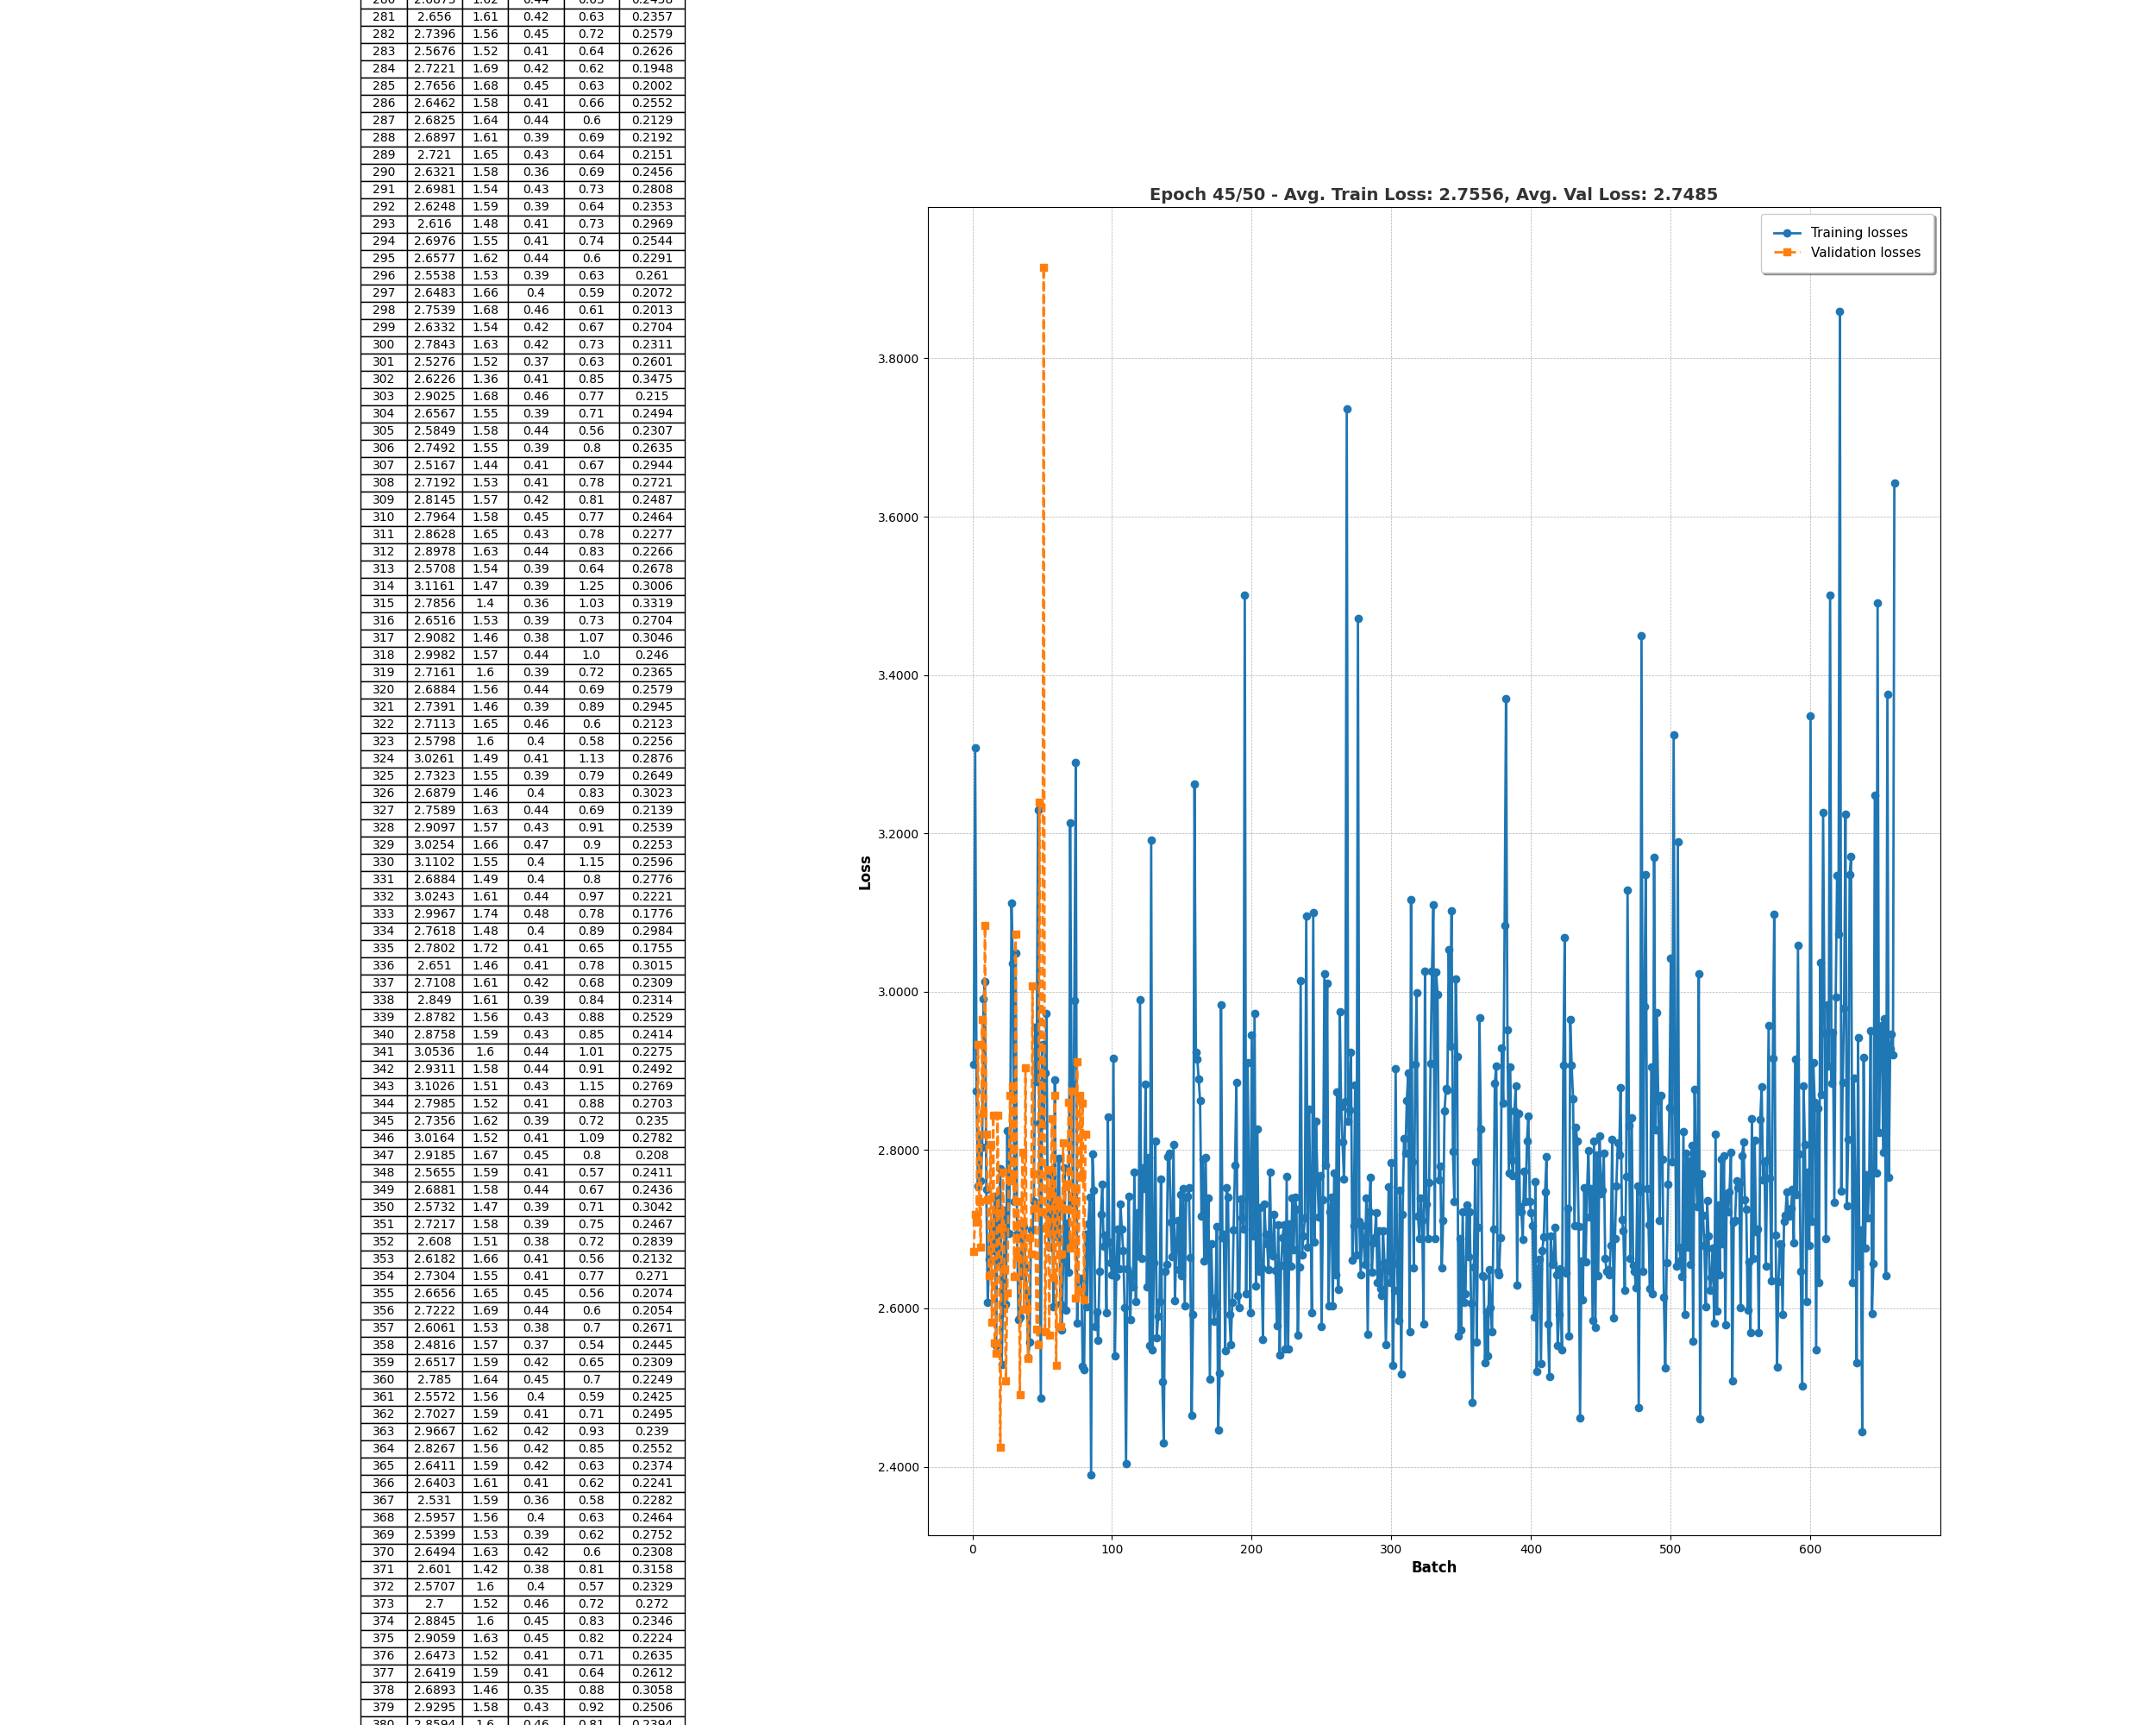 280 2.6873 1.62 0.44 0.63 0.2458
281 2.656 1.61 0.42 0.63 0.2357
282 2.7396 1.56 0.45 0.72 0.2579
283 2.5676 1.52 0.41 0.64 0.2626
284 2.7221 1.69 0.42 0.62 0.1948
285 2.7656 1.68 0.45 0.63 0.2002
286 2.6462 1.58 0.41 0.66 0.2552
287 2.6825 1.64 0.44 0.6 0.2129
288 2.6897 1.61 0.39 0.69 0.2192
289 2.721 1.65 0.43 0.64 0.2151
290 2.6321 1.58 0.36 0.69 0.2456
291 2.6981 1.54 0.43 0.73 0.2808
292 2.6248 1.59 0.39 0.64 0.2353
293 2.616 1.48 0.41 0.73 0.2969
294 2.6976 1.55 0.41 0.74 0.2544
295 2.6577 1.62 0.44 0.6 0.2291
296 2.5538 1.53 0.39 0.63 0.261
297 2.6483 1.66 0.4 0.59 0.2072
298 2.7539 1.68 0.46 0.61 0.2013
299 2.6332 1.54 0.42 0.67 0.2704
300 2.7843 1.63 0.42 0.73 0.2311
301 2.5276 1.52 0.37 0.63 0.2601
302 2.6226 1.36 0.41 0.85 0.3475
303 2.9025 1.68 0.46 0.77 0.215
304 2.6567 1.55 0.39 0.71 0.2494
305 2.5849 1.58 0.44 0.56 0.2307
306 2.7492 1.55 0.39 0.8 0.2635
307 2.5167 1.44 0.41 0.67 0.2944
308 2.7192 1.53 0.41 0.78 0.2721
309 2.8145 1.57 0.42 0.81 0.2487
310 2.7964 1.58 0.45 0.77 0.2464
311 2.8628 1.65 0.43 0.78 0.2277
312 2.8978 1.63 0.44 0.83 0.2266
313 2.5708 1.54 0.39 0.64 0.2678
314 3.1161 1.47 0.39 1.25 0.3006
315 2.7856 1.4 0.36 1.03 0.3319
316 2.6516 1.53 0.39 0.73 0.2704
317 2.9082 1.46 0.38 1.07 0.3046
318 2.9982 1.57 0.44 1.0 0.246
319 2.7161 1.6 0.39 0.72 0.2365
320 2.6884 1.56 0.44 0.69 0.2579
321 2.7391 1.46 0.39 0.89 0.2945
322 2.7113 1.65 0.46 0.6 0.2123
323 2.5798 1.6 0.4 0.58 0.2256
324 3.0261 1.49 0.41 1.13 0.2876
325 2.7323 1.55 0.39 0.79 0.2649
326 2.6879 1.46 0.4 0.83 0.3023
327 2.7589 1.63 0.44 0.69 0.2139
328 2.9097 1.57 0.43 0.91 0.2539
329 3.0254 1.66 0.47 0.9 0.2253
330 3.1102 1.55 0.4 1.15 0.2596
331 2.6884 1.49 0.4 0.8 0.2776
332 3.0243 1.61 0.44 0.97 0.2221
333 2.9967 1.74 0.48 0.78 0.1776
334 2.7618 1.48 0.4 0.89 0.2984
335 2.7802 1.72 0.41 0.65 0.1755
336 2.651 1.46 0.41 0.78 0.3015
337 2.7108 1.61 0.42 0.68 0.2309
338 2.849 1.61 0.39 0.84 0.2314
339 2.8782 1.56 0.43 0.88 0.2529
340 2.8758 1.59 0.43 0.85 0.2414
341 3.0536 1.6 0.44 1.01 0.2275
342 2.9311 1.58 0.44 0.91 0.2492
343 3.1026 1.51 0.43 1.15 0.2769
344 2.7985 1.52 0.41 0.88 0.2703
345 2.7356 1.62 0.39 0.72 0.235
346 3.0164 1.52 0.41 1.09 0.2782
347 2.9185 1.67 0.45 0.8 0.208
348 2.5655 1.59 0.41 0.57 0.2411
349 2.6881 1.58 0.44 0.67 0.2436
350 2.5732 1.47 0.39 0.71 0.3042
351 2.7217 1.58 0.39 0.75 0.2467
352 2.608 1.51 0.38 0.72 0.2839
353 2.6182 1.66 0.41 0.56 0.2132
354 2.7304 1.55 0.41 0.77 0.271
355 2.6656 1.65 0.45 0.56 0.2074
356 2.7222 1.69 0.44 0.6 0.2054
357 2.6061 1.53 0.38 0.7 0.2671
358 2.4816 1.57 0.37 0.54 0.2445
359 2.6517 1.59 0.42 0.65 0.2309
360 2.785 1.64 0.45 0.7 0.2249
361 2.5572 1.56 0.4 0.59 0.2425
362 2.7027 1.59 0.41 0.71 0.2495
363 2.9667 1.62 0.42 0.93 0.239
364 2.8267 1.56 0.42 0.85 0.2552
365 2.6411 1.59 0.42 0.63 0.2374
366 2.6403 1.61 0.41 0.62 0.2241
367 2.531 1.59 0.36 0.58 0.2282
368 2.5957 1.56 0.4 0.63 0.2464
369 2.5399 1.53 0.39 0.62 0.2752
370 2.6494 1.63 0.42 0.6 0.2308
371 2.601 1.42 0.38 0.81 0.3158
372 2.5707 1.6 0.4 0.57 0.2329
373 2.7 1.52 0.46 0.72 0.272
374 2.8845 1.6 0.45 0.83 0.2346
375 2.9059 1.63 0.45 0.82 0.2224
376 2.6473 1.52 0.41 0.71 0.2635
377 2.6419 1.59 0.41 0.64 0.2612
378 2.6893 1.46 0.35 0.88 0.3058
379 2.9295 1.58 0.43 0.92 0.2506
380 2.8594 1.6 0.46 0.81 0.2394
Epoch 45/50 - Avg. Train Loss: 2.7556, Avg. Val Loss: 2.7485
Training losses
Validation losses
3.8000
3.6000
3.4000
3.2000
3.0000
2.8000
2.6000
2.4000
Loss
0 100 200 300 400 500 600
Batch